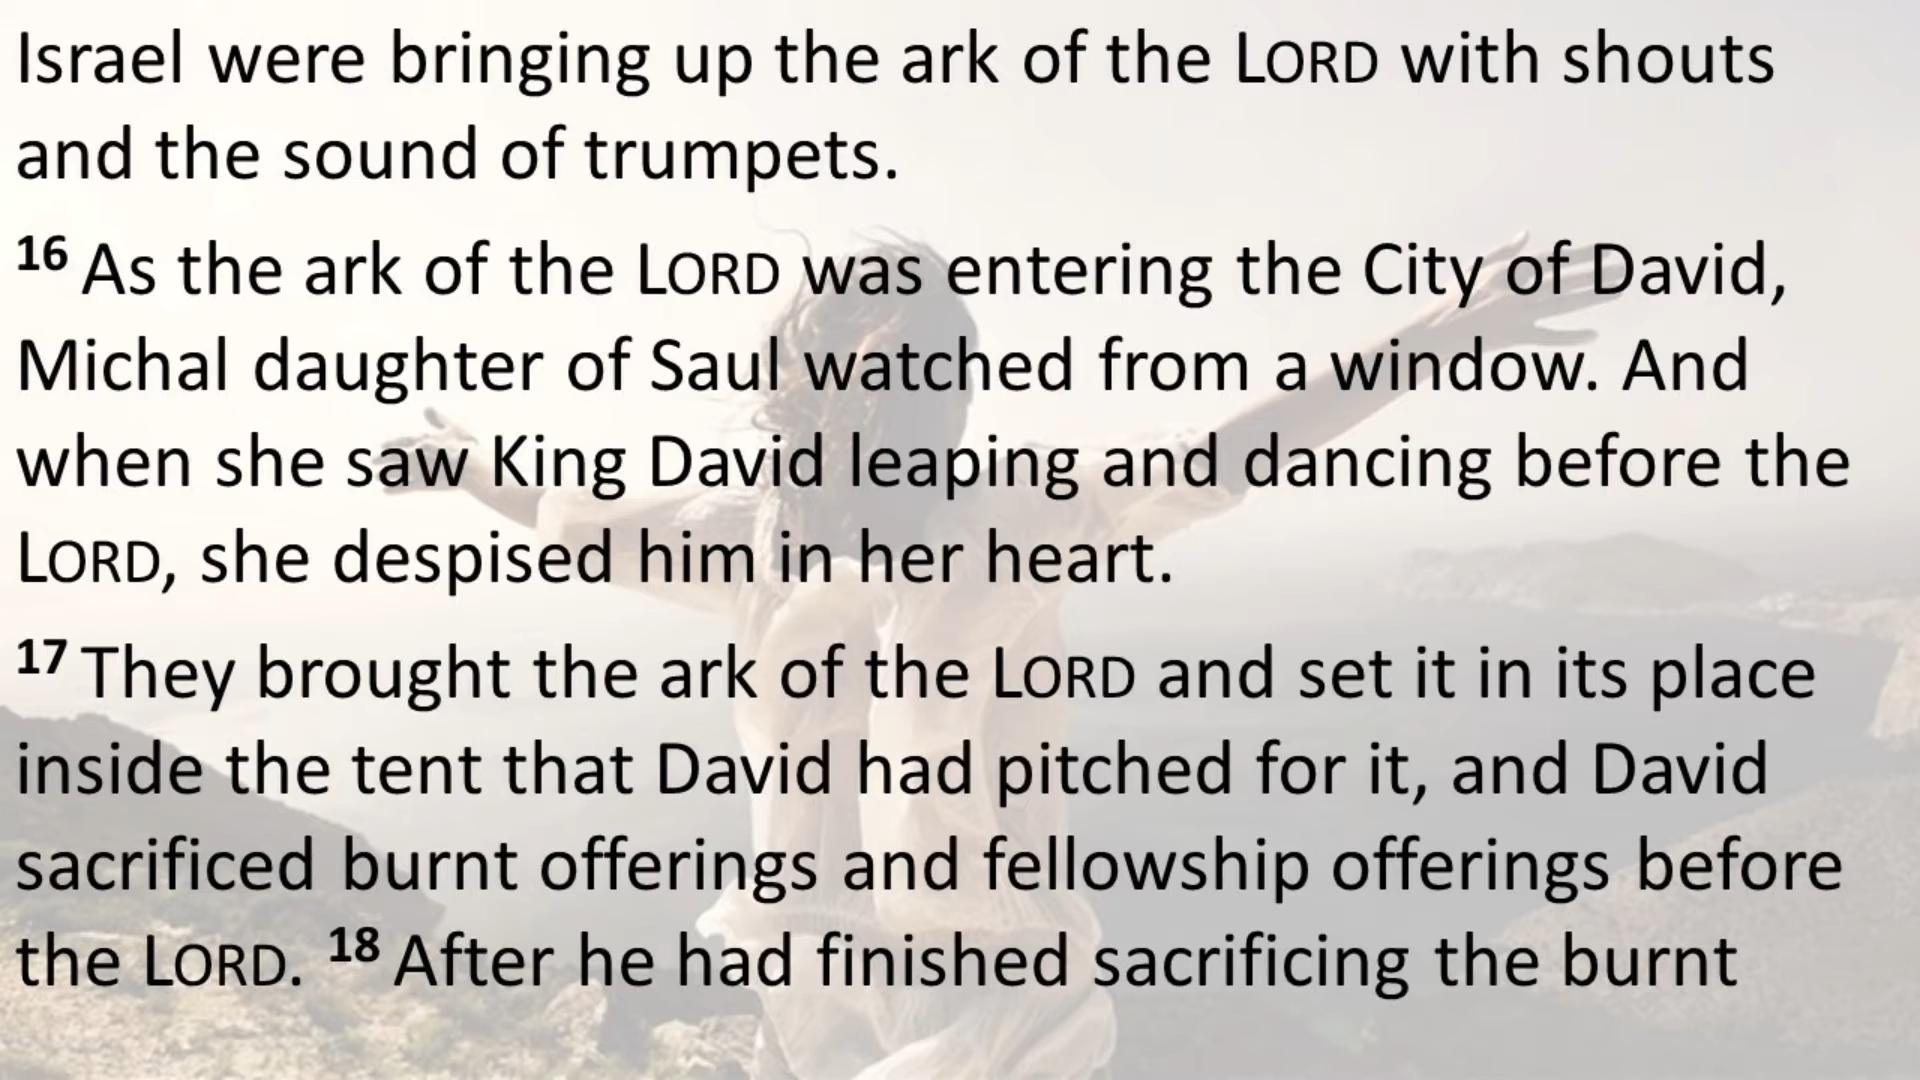 Israel were bringing up the ark of the LORD with shouts
and the sound of trumpets.
16 As the ark of the LORD was entering the City of David,
Michal daughter of Saul watched from a window. And
when she saw King David leaping and dancing before the
LORD, she despised him in her heart.
17 They brought the ark of the LORD and set it in its place
inside the tent that David had pitched for it, and David
sacrificed burnt offerings and fellowship offerings before
the LORD. 18 After he had finished sacrificing the burnt